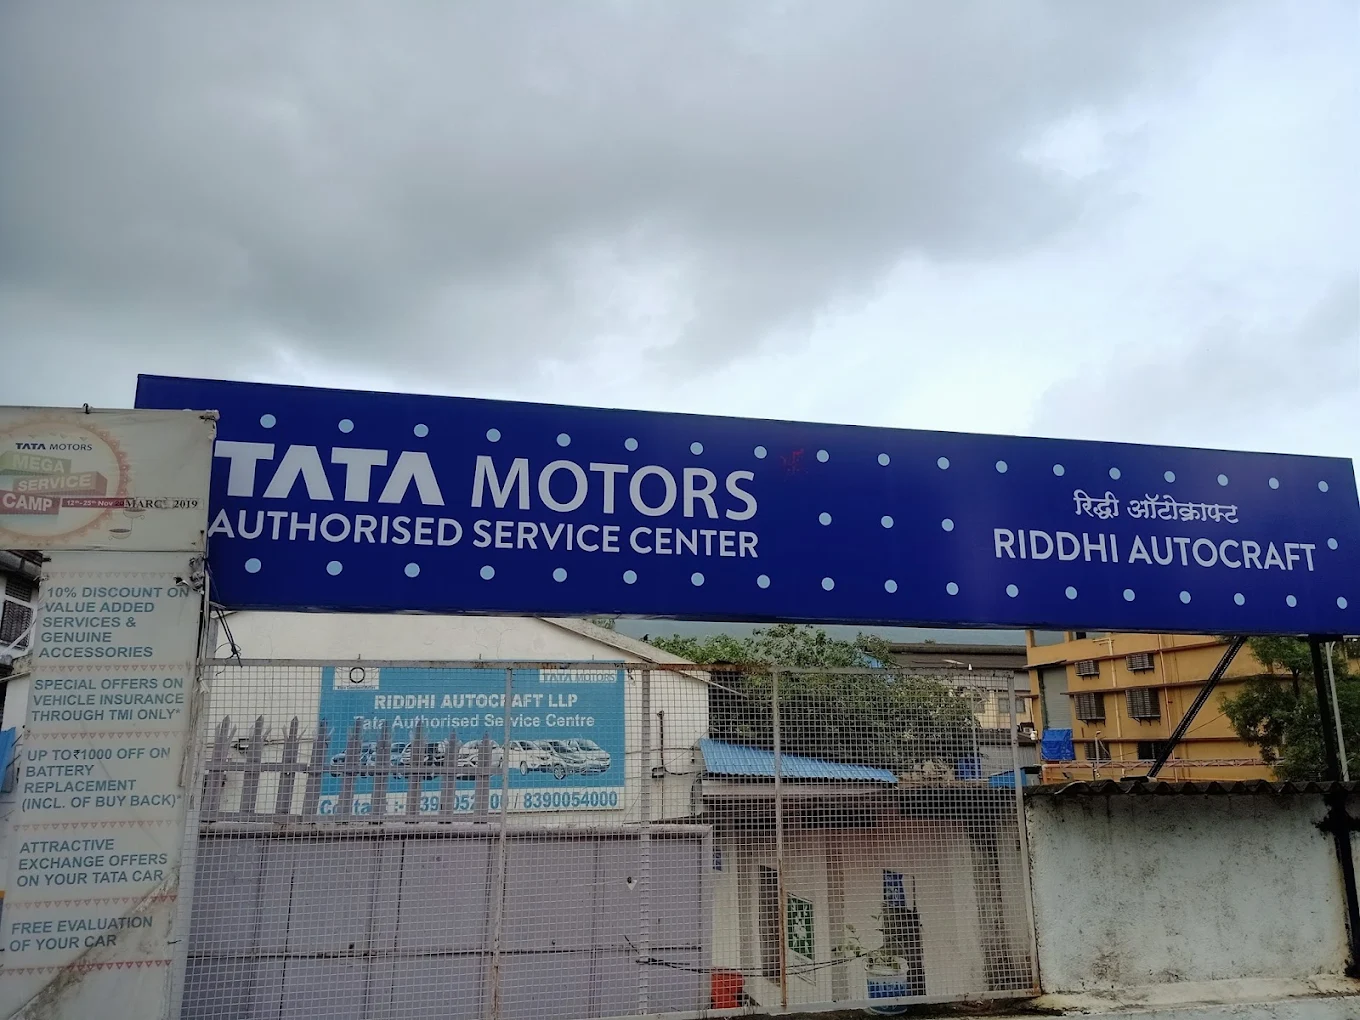 TATA MOTORS
AUTHORISED SERVICE CENTER
रिद्धी ऑटोक्राफ्ट
RIDDHI AUTOCRAFT
TATA MOTORS
MEGA
SERVICE
CAMP
MARCH 2019
10% DISCOUNT ON
VALUE ADDED
SERVICES &
GENUINE
ACCESSORIES
SPECIAL OFFERS ON
VEHICLE INSURANCE
THROUGH TMI ONLY*
UP TO ₹1000 OFF ON
BATTERY
REPLACEMENT
(INCL. OF BUY BACK)*
ATTRACTIVE
EXCHANGE OFFERS
ON YOUR TATA CAR
FREE EVALUATION
OF YOUR CAR
TATA MOTORS
RIDDHI AUTOCRAFT LLP
Tata Authorised Service Centre
/ 8390054000